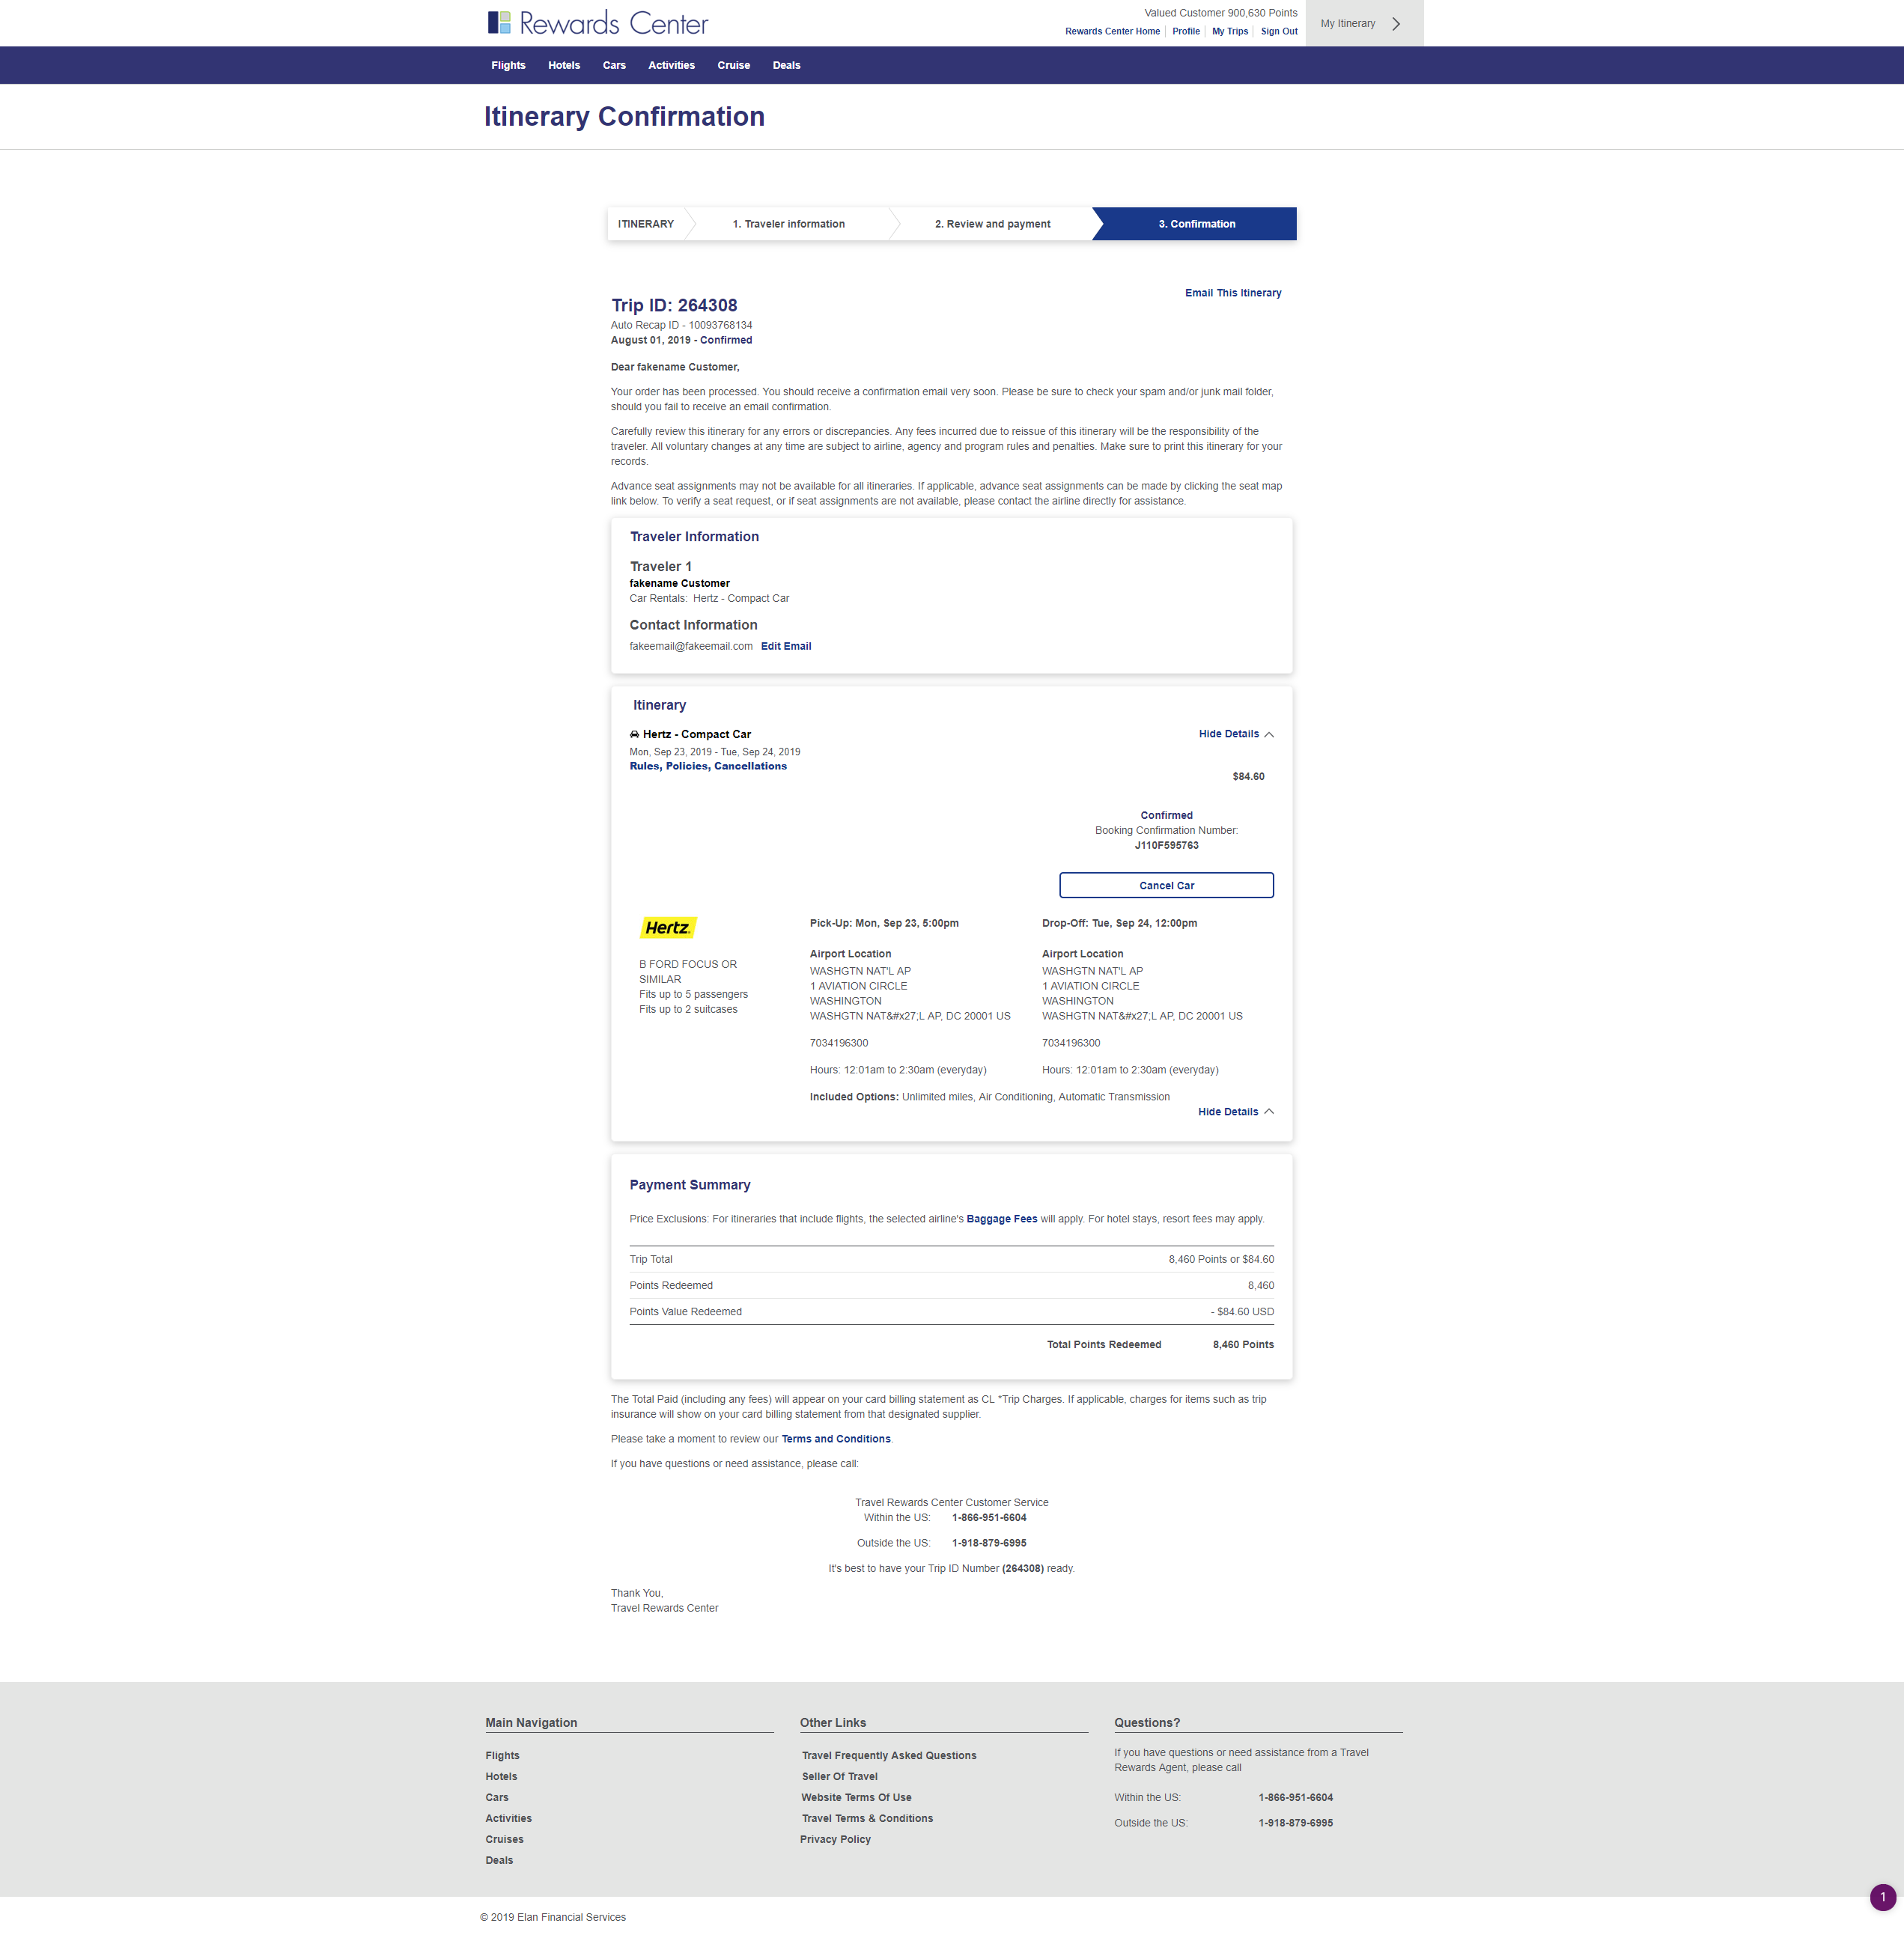 Rewards Center
Valued Customer 900,630 Points
Rewards Center Home
Profile
My Trips
Sign Out
My Itinerary
Flights
Hotels
Cars
Activities
Cruise
Deals
Itinerary Confirmation
ITINERARY
1. Traveler information
2. Review and payment
3. Confirmation
Email This Itinerary
Trip ID: 264308
Auto Recap ID - 10093768134
August 01, 2019 - Confirmed
Dear fakename Customer,
Your order has been processed. You should receive a confirmation email very soon. Please be sure to check your spam and/or junk mail folder,
should you fail to receive an email confirmation.
Carefully review this itinerary for any errors or discrepancies. Any fees incurred due to reissue of this itinerary will be the responsibility of the
traveler. All voluntary changes at any time are subject to airline, agency and program rules and penalties. Make sure to print this itinerary for your
records.
Advance seat assignments may not be available for all itineraries. If applicable, advance seat assignments can be made by clicking the seat map
link below. To verify a seat request, or if seat assignments are not available, please contact the airline directly for assistance.
Traveler Information
Traveler 1
fakename Customer
Car Rentals: Hertz - Compact Car
Contact Information
fakeemail@fakeemail.com Edit Email
Itinerary
Hertz - Compact Car
Hide Details
Mon, Sep 23, 2019 - Tue, Sep 24, 2019
Rules, Policies, Cancellations
$84.60
Confirmed
Booking Confirmation Number:
J110F595763
Cancel Car
Hertz.
B FORD FOCUS OR
SIMILAR
Fits up to 5 passengers
Fits up to 2 suitcases
Pick-Up: Mon, Sep 23, 5:00pm
Airport Location
WASHGTN NAT'L AP
1 AVIATION CIRCLE
WASHINGTON
WASHGTN NAT&#x27;L AP, DC 20001 US
7034196300
Hours: 12:01am to 2:30am (everyday)
Drop-Off: Tue, Sep 24, 12:00pm
Airport Location
WASHGTN NAT'L AP
1 AVIATION CIRCLE
WASHINGTON
WASHGTN NAT&#x27;L AP, DC 20001 US
7034196300
Hours: 12:01am to 2:30am (everyday)
Included Options: Unlimited miles, Air Conditioning, Automatic Transmission
Hide Details
Payment Summary
Price Exclusions: For itineraries that include flights, the selected airline's Baggage Fees will apply. For hotel stays, resort fees may apply.
Trip Total 8,460 Points or $84.60
Points Redeemed 8,460
Points Value Redeemed - $84.60 USD
Total Points Redeemed 8,460 Points
The Total Paid (including any fees) will appear on your card billing statement as CL *Trip Charges. If applicable, charges for items such as trip
insurance will show on your card billing statement from that designated supplier.
Please take a moment to review our Terms and Conditions.
If you have questions or need assistance, please call:
Travel Rewards Center Customer Service
Within the US: 1-866-951-6604
Outside the US: 1-918-879-6995
It's best to have your Trip ID Number (264308) ready.
Thank You,
Travel Rewards Center
Main Navigation
Flights
Hotels
Cars
Activities
Cruises
Deals
Other Links
Travel Frequently Asked Questions
Seller Of Travel
Website Terms Of Use
Travel Terms & Conditions
Privacy Policy
Questions?
If you have questions or need assistance from a Travel
Rewards Agent, please call
Within the US: 1-866-951-6604
Outside the US: 1-918-879-6995
1
© 2019 Elan Financial Services